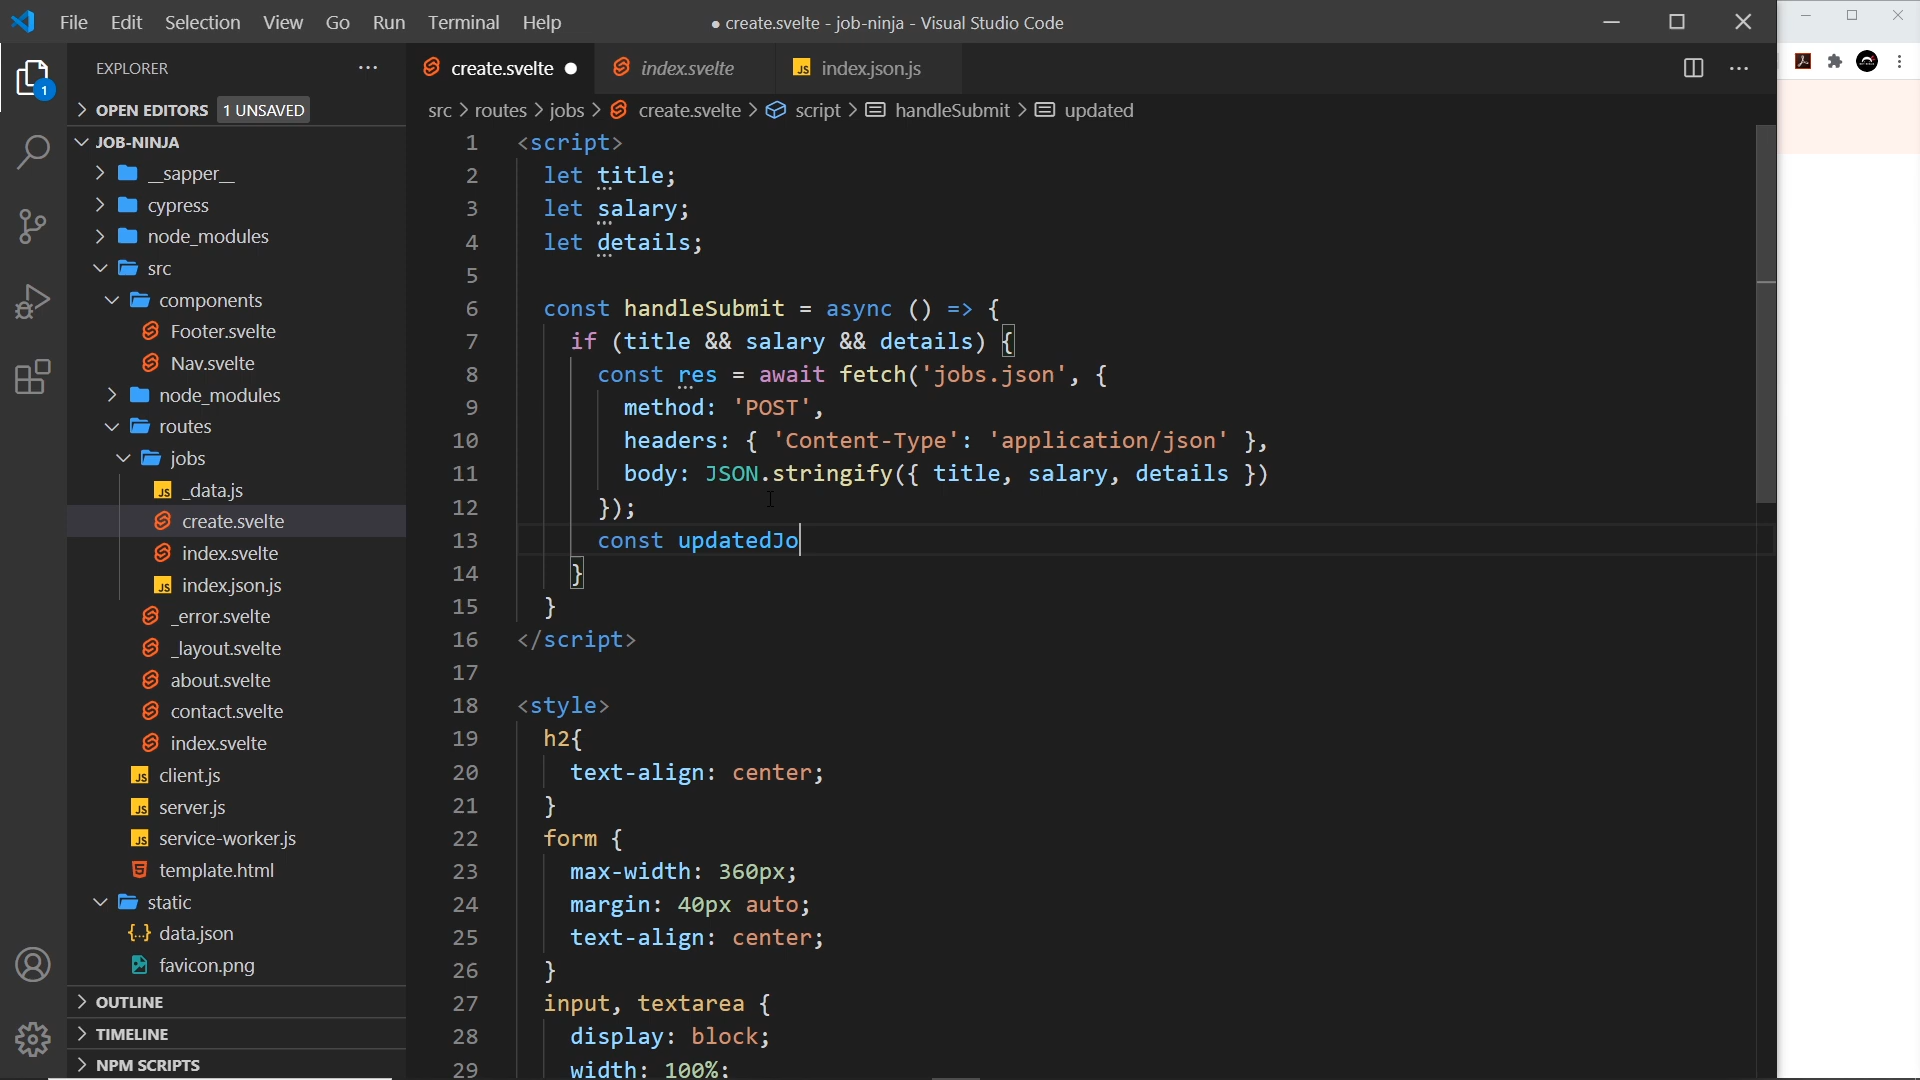 File Edit Selection View Go Run Terminal Help
● create.svelte - job-ninja - Visual Studio Code
EXPLORER
create.svelte index.svelte JS index.json.js
1
OPEN EDITORS 1 UNSAVED
src > routes > jobs > create.svelte > script > handleSubmit > updated
JOB-NINJA
__sapper__
cypress
node_modules
src
components
Footer.svelte
Nav.svelte
node_modules
routes
jobs
JS _data.js
create.svelte
index.svelte
JS index.json.js
_error.svelte
_layout.svelte
about.svelte
contact.svelte
index.svelte
JS client.js
JS server.js
JS service-worker.js
template.html
static
{..} data.json
favicon.png
OUTLINE
TIMELINE
NPM SCRIPTS
1 <script>
2 let title;
3 let salary;
4 let details;
5
6 const handleSubmit = async () => {
7 if (title && salary && details) {
8 const res = await fetch('jobs.json', {
9 method: 'POST',
10 headers: { 'Content-Type': 'application/json' },
11 body: JSON.stringify({ title, salary, details })
12 });
13 const updatedJo
14 }
15 }
16 </script>
17
18 <style>
19 h2{
20 text-align: center;
21 }
22 form {
23 max-width: 360px;
24 margin: 40px auto;
25 text-align: center;
26 }
27 input, textarea {
28 display: block;
29 width: 100%;